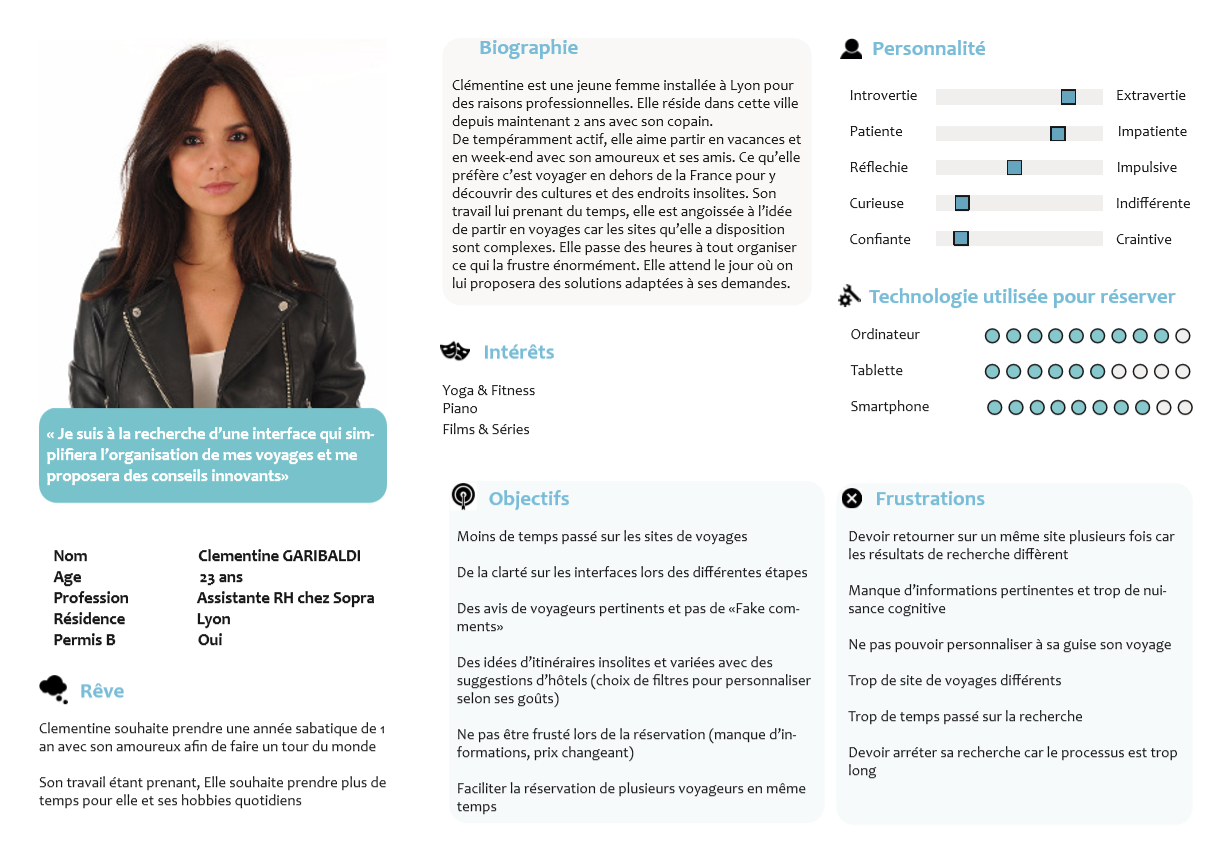 « Je suis à la recherche d'une interface qui sim-
plifiera l'organisation de mes voyages et me
proposera des conseils innovants»
Nom Clementine GARIBALDI
Age 23 ans
Profession Assistante RH chez Sopra
Résidence Lyon
Permis B Oui
Rêve
Clementine souhaite prendre une année sabatique de 1
an avec son amoureux afin de faire un tour du monde
Son travail étant prenant, Elle souhaite prendre plus de
temps pour elle et ses hobbies quotidiens
Biographie
Clémentine est une jeune femme installée à Lyon pour
des raisons professionnelles. Elle réside dans cette ville
depuis maintenant 2 ans avec son copain.
De tempéramment actif, elle aime partir en vacances et
en week-end avec son amoureux et ses amis. Ce qu'elle
préfère c'est voyager en dehors de la France pour y
découvrir des cultures et des endroits insolites. Son
travail lui prenant du temps, elle est angoissée à l'idée
de partir en voyages car les sites qu'elle a disposition
sont complexes. Elle passe des heures à tout organiser
ce qui la frustre énormément. Elle attend le jour où on
lui proposera des solutions adaptées à ses demandes.
Intérêts
Yoga & Fitness
Piano
Films & Séries
Objectifs
Moins de temps passé sur les sites de voyages
De la clarté sur les interfaces lors des différentes étapes
Des avis de voyageurs pertinents et pas de «Fake com-
ments»
Des idées d'itinéraires insolites et variées avec des
suggestions d'hôtels (choix de filtres pour personnaliser
selon ses goûts)
Ne pas être frusté lors de la réservation (manque d'in-
formations, prix changeant)
Faciliter la réservation de plusieurs voyageurs en même
temps
Personnalité
Introvertie Extravertie
Patiente Impatiente
Réflechie Impulsive
Curieuse Indifférente
Confiante Craintive
Technologie utilisée pour réserver
Ordinateur
Tablette
Smartphone
Frustrations
Devoir retourner sur un même site plusieurs fois car
les résultats de recherche diffèrent
Manque d'informations pertinentes et trop de nui-
sance cognitive
Ne pas pouvoir personnaliser à sa guise son voyage
Trop de site de voyages différents
Trop de temps passé sur la recherche
Devoir arréter sa recherche car le processus est trop
long